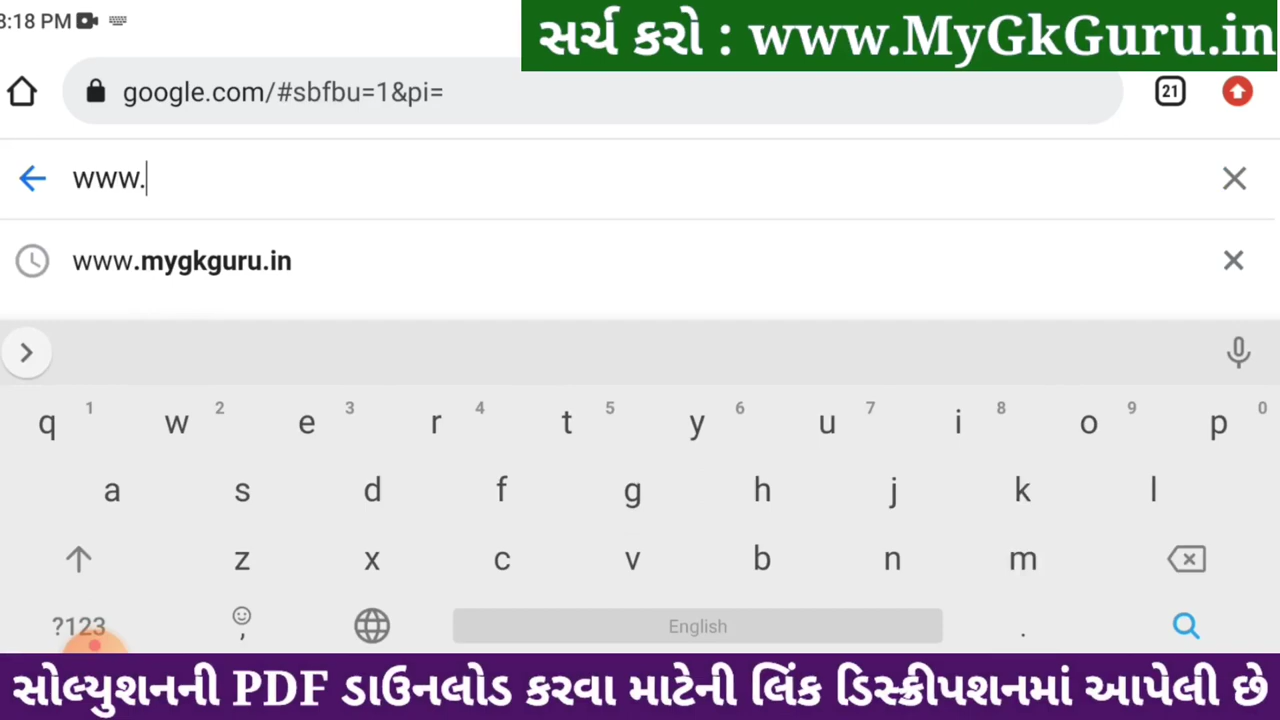 3:18 PM
સર્ચ કરો : www.MyGkGuru.in
google.com/#sbfbu=1&pi=
21
www.
www.mygkguru.in
q 1 w 2 e 3 r 4 t 5 y 6 u 7 i 8 o 9 p 0
a s d f g h j k l
z x c v b n m
?123 , English .
સોલ્યુશનની PDF ડાઉનલોડ કરવા માટેની લિંક ડિસ્ક્રીપશનમાં આપેલી છે